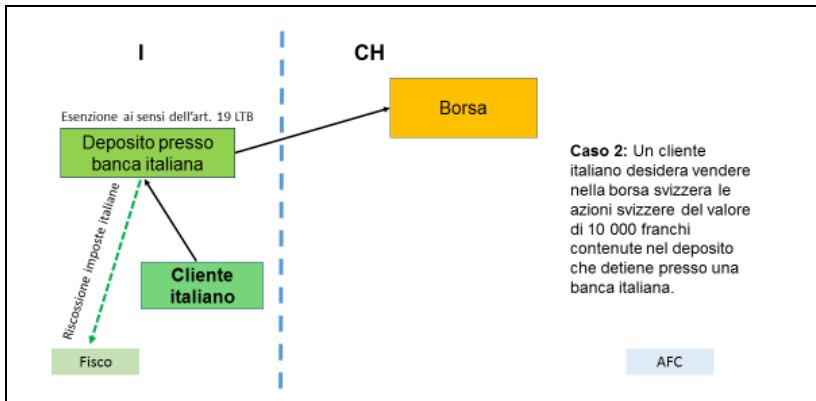 I
CH
Esenzione ai sensi dell'art. 19 LTB
Deposito presso
banca italiana
Borsa
Caso 2: Un cliente
italiano desidera vendere
nella borsa svizzera le
azioni svizzere del valore
di 10 000 franchi
contenute nel deposito
che detiene presso una
banca italiana.
Riscossione imposte italiane
Cliente
italiano
Fisco
AFC